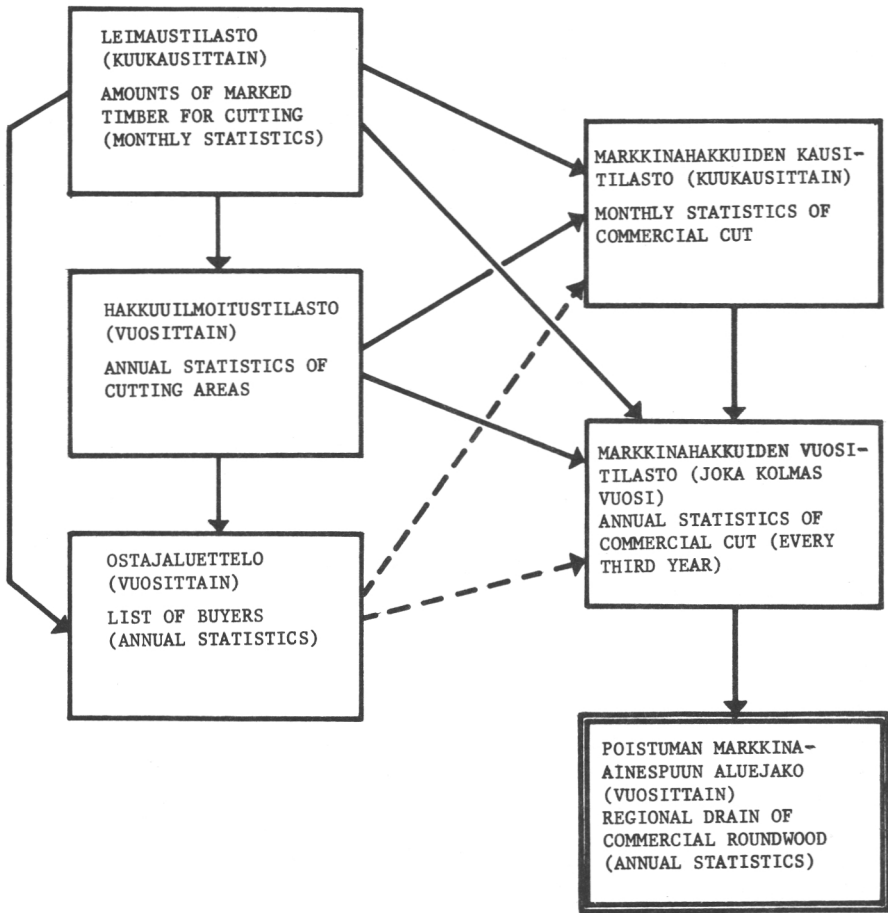 LEIMAUSTILASTO
(KUUKAUSITTAIN)
AMOUNTS OF MARKED
TIMBER FOR CUTTING
(MONTHLY STATISTICS)
HAKKUUILMOITUSTILASTO
(VUOSITTAIN)
ANNUAL STATISTICS OF
CUTTING AREAS
OSTAJALUETTELO
(VUOSITTAIN)
LIST OF BUYERS
(ANNUAL STATISTICS)
MARKKINAHAKKUIDEN KAUSI-
TILASTO (KUUKAUSITTAIN)
MONTHLY STATISTICS OF
COMMERCIAL CUT
MARKKINAHAKKUIDEN VUOSI-
TILASTO (JOKA KOLMAS
VUOSI)
ANNUAL STATISTICS OF
COMMERCIAL CUT (EVERY
THIRD YEAR)
POISTUMAN MARKKINA-
AINESPUUN ALUEJAKO
(VUOSITTAIN)
REGIONAL DRAIN OF
COMMERCIAL ROUNDWOOD
(ANNUAL STATISTICS)